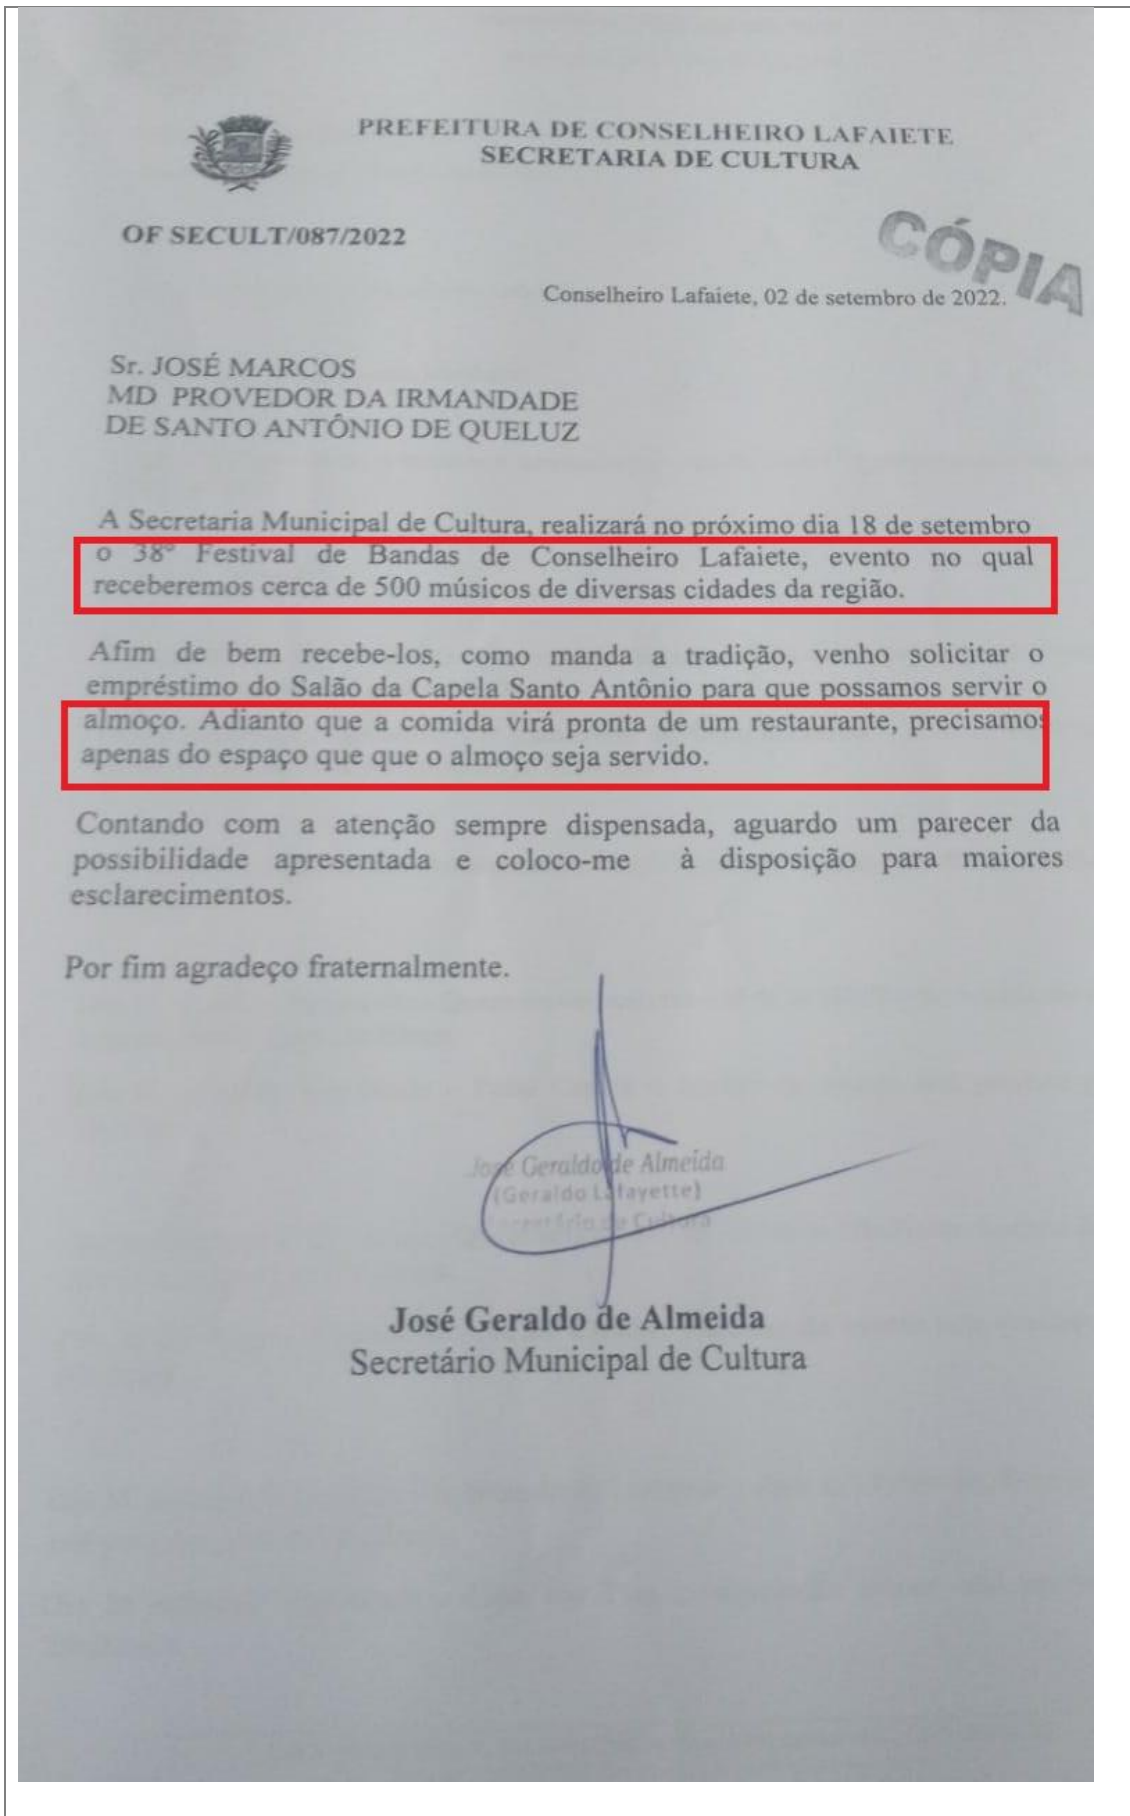 PREFEITURA DE CONSELHEIRO LAFAIETE
SECRETARIA DE CULTURA
OF SECULT/087/2022
CÓPIA
Conselheiro Lafaiete, 02 de setembro de 2022.
Sr. JOSÉ MARCOS
MD PROVEDOR DA IRMANDADE
DE SANTO ANTÔNIO DE QUELUZ
A Secretaria Municipal de Cultura, realizará no próximo dia 18 de setembro
o 38º Festival de Bandas de Conselheiro Lafaiete, evento no qual
receberemos cerca de 500 músicos de diversas cidades da região.
Afim de bem recebe-los, como manda a tradição, venho solicitar o
empréstimo do Salão da Capela Santo Antônio para que possamos servir o
almoço. Adianto que a comida virá pronta de um restaurante, precisamos
apenas do espaço que que o almoço seja servido.
Contando com a atenção sempre dispensada, aguardo um parecer da
possibilidade apresentada e coloco-me à disposição para maiores
esclarecimentos.
Por fim agradeço fraternalmente.
José Geraldo de Almeida
(Geraldo Lafayette)
Secretário de Cultura
José Geraldo de Almeida
Secretário Municipal de Cultura